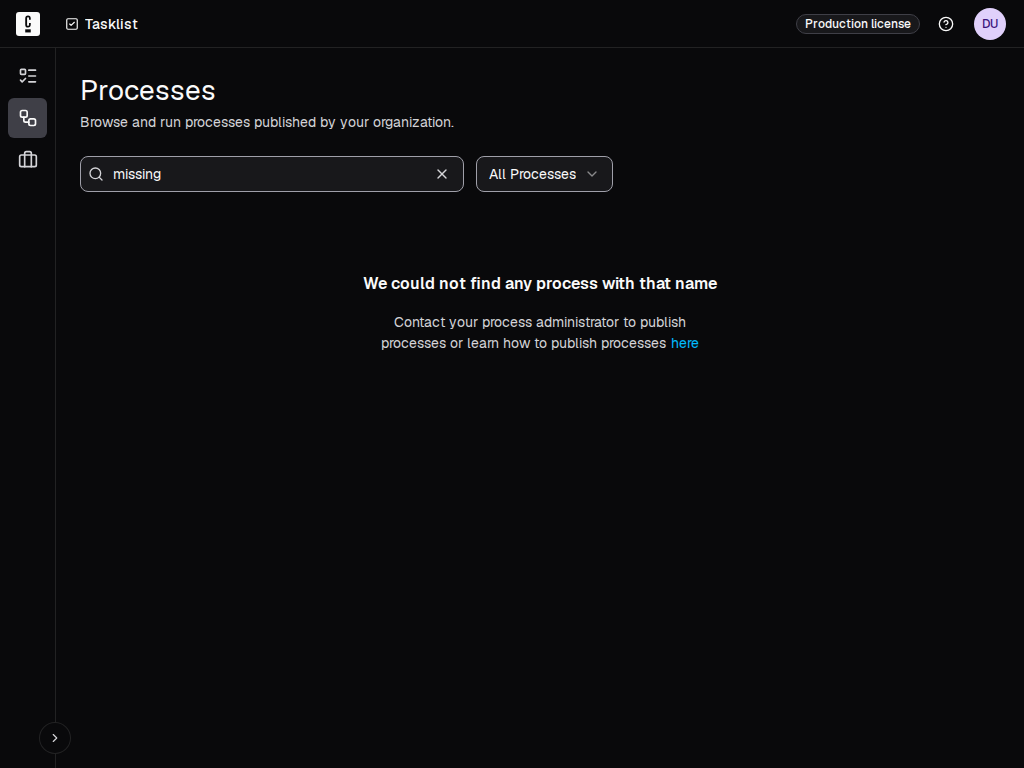 Tasklist
Production license
DU
Processes
Browse and run processes published by your organization.
missing
All Processes
We could not find any process with that name
Contact your process administrator to publish
processes or learn how to publish processes here